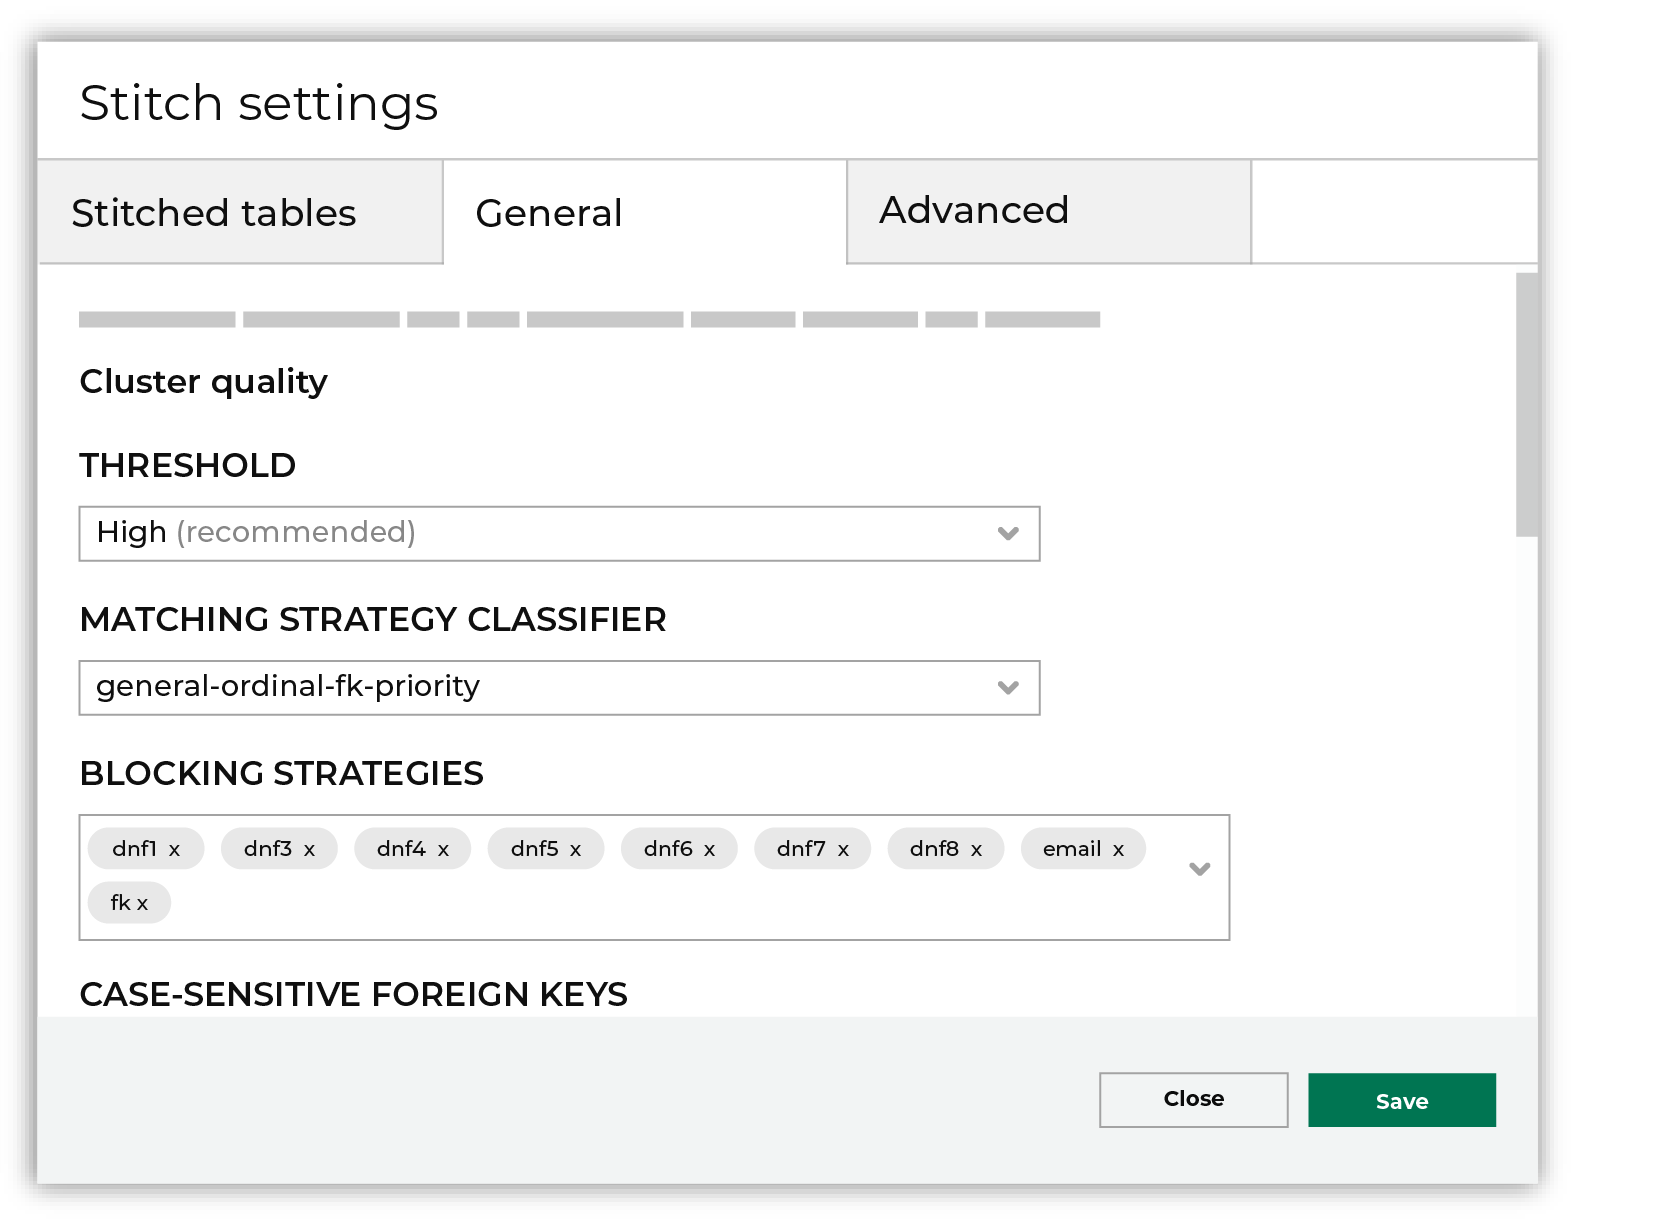 Stitch settings
Stitched tables General Advanced
Cluster quality
THRESHOLD
High (recommended)
MATCHING STRATEGY CLASSIFIER
general-ordinal-fk-priority
BLOCKING STRATEGIES
dnf1 x dnf3 x dnf4 x dnf5 x dnf6 x dnf7 x dnf8 x email x
fk x
CASE-SENSITIVE FOREIGN KEYS
Close Save